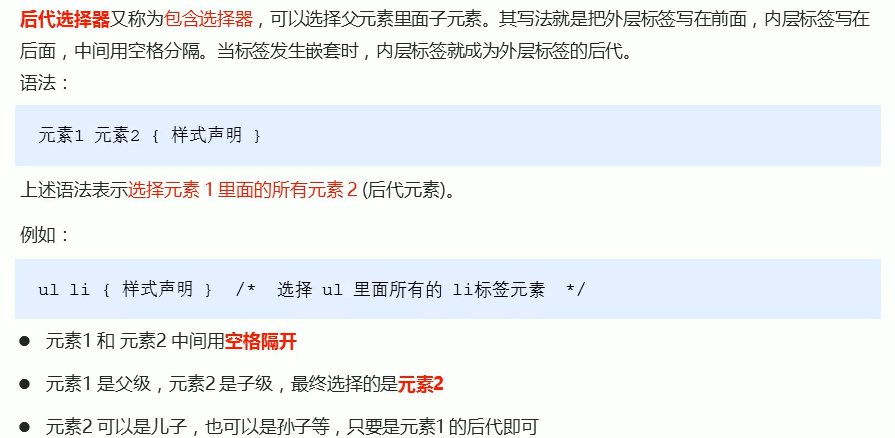 后代选择器又称为包含选择器，可以选择父元素里面子元素。其写法就是把外层标签写在前面，内层标签写在
后面，中间用空格分隔。当标签发生嵌套时，内层标签就成为外层标签的后代。
语法：
元素1 元素2 { 样式声明 }
上述语法表示选择元素 1 里面的所有元素 2 (后代元素)。
例如：
ul li { 样式声明 } /* 选择 ul 里面所有的 li标签元素 */
● 元素1 和 元素2 中间用空格隔开
● 元素1 是父级，元素2 是子级，最终选择的是元素2
● 元素2 可以是儿子，也可以是孙子等，只要是元素1 的后代即可